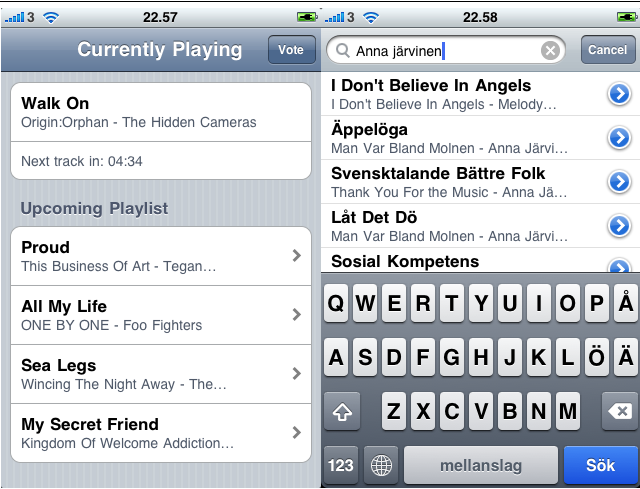 3 22.57
Currently Playing
Vote
Walk On
Origin:Orphan - The Hidden Cameras
Next track in: 04:34
Upcoming Playlist
Proud
This Business Of Art - Tegan...
All My Life
ONE BY ONE - Foo Fighters
Sea Legs
Wincing The Night Away - The...
My Secret Friend
Kingdom Of Welcome Addiction...
3 22.58
Anna järvinen
Cancel
I Don't Believe In Angels
I Don't Believe In Angels - Melody...
Äppelöga
Man Var Bland Molnen - Anna Järvi...
Svensktalande Bättre Folk
Thank You For the Music - Anna Jä...
Låt Det Dö
Man Var Bland Molnen - Anna Järvi...
Sosial Kompetens
Q W E R T Y U I O P Å
A S D F G H J K L Ö Ä
Z X C V B N M
123 mellanslag Sök